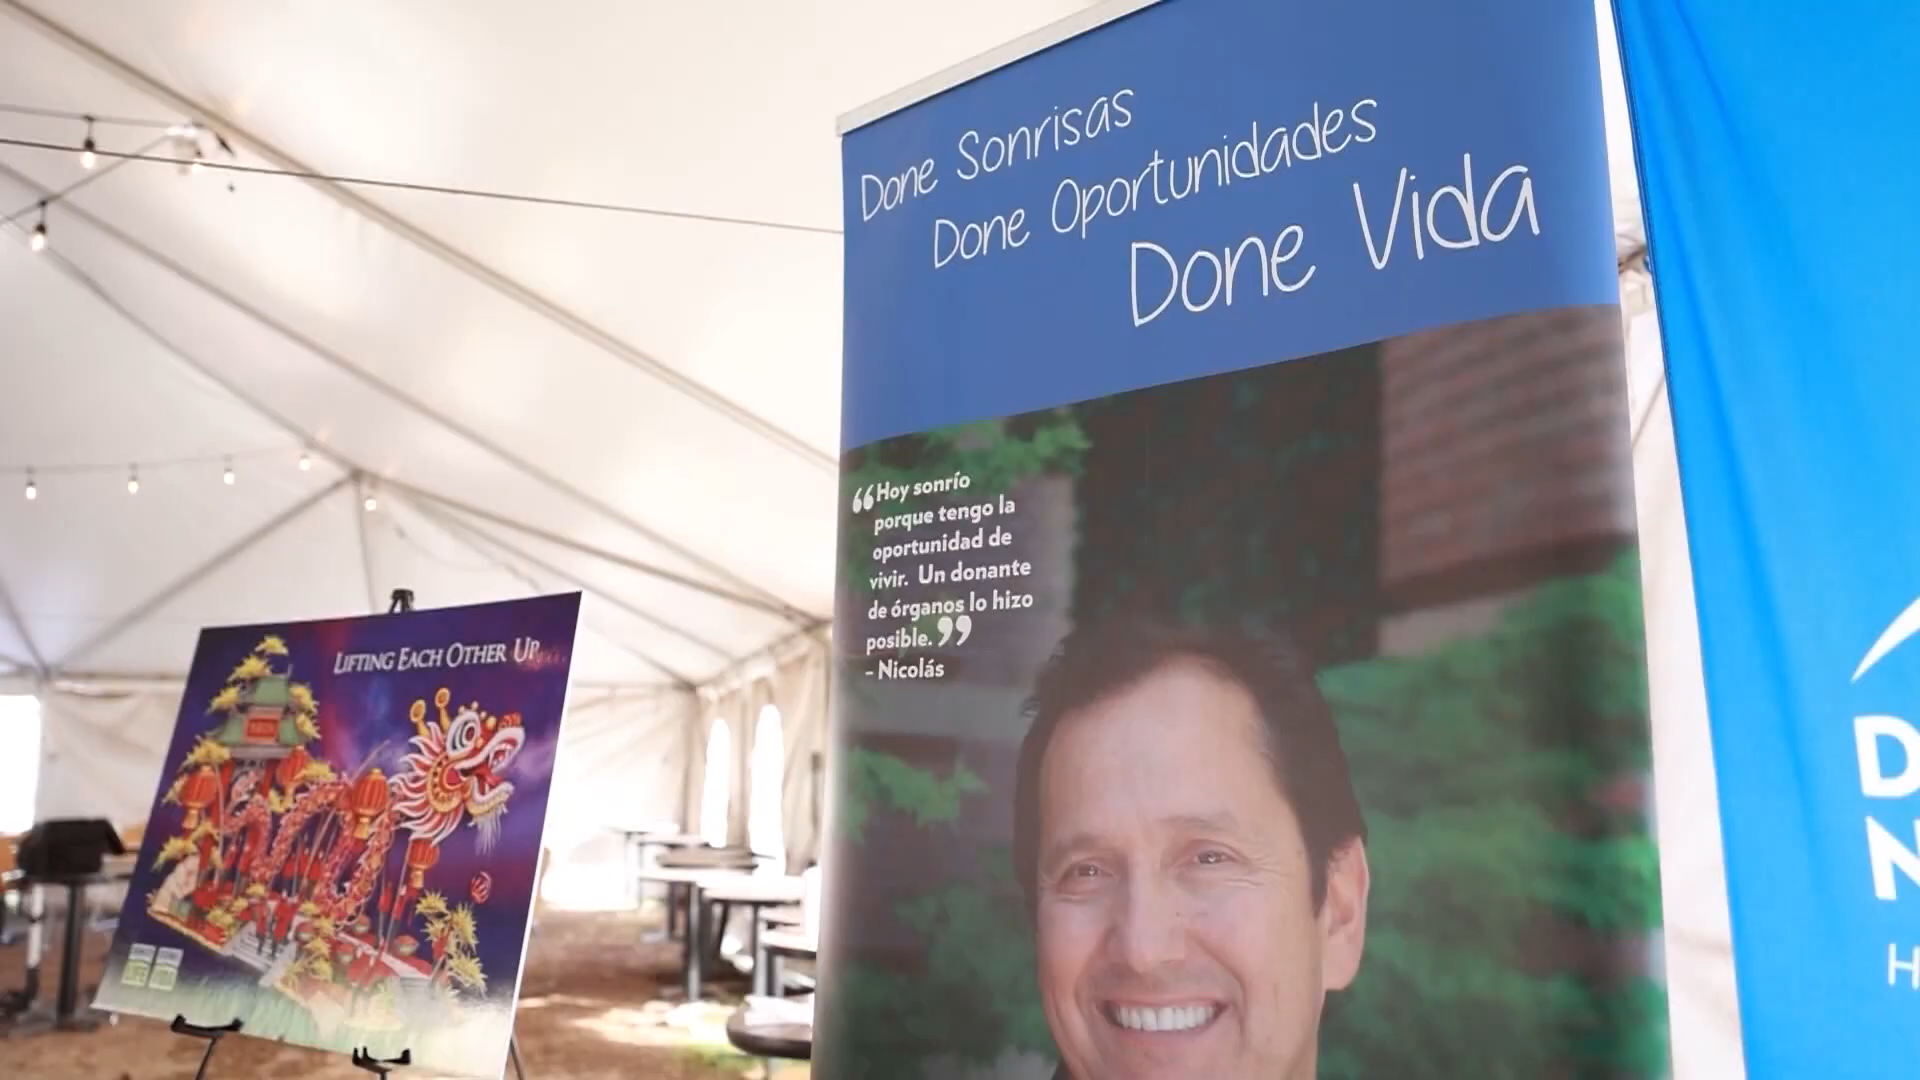 Done Sonrisas
Done Oportunidades
Done Vida
“Hoy sonrío
porque tengo la
oportunidad de
vivir. Un donante
de órganos lo hizo
posible.”
– Nicolás
LIFTING EACH OTHER UP
D
N
H